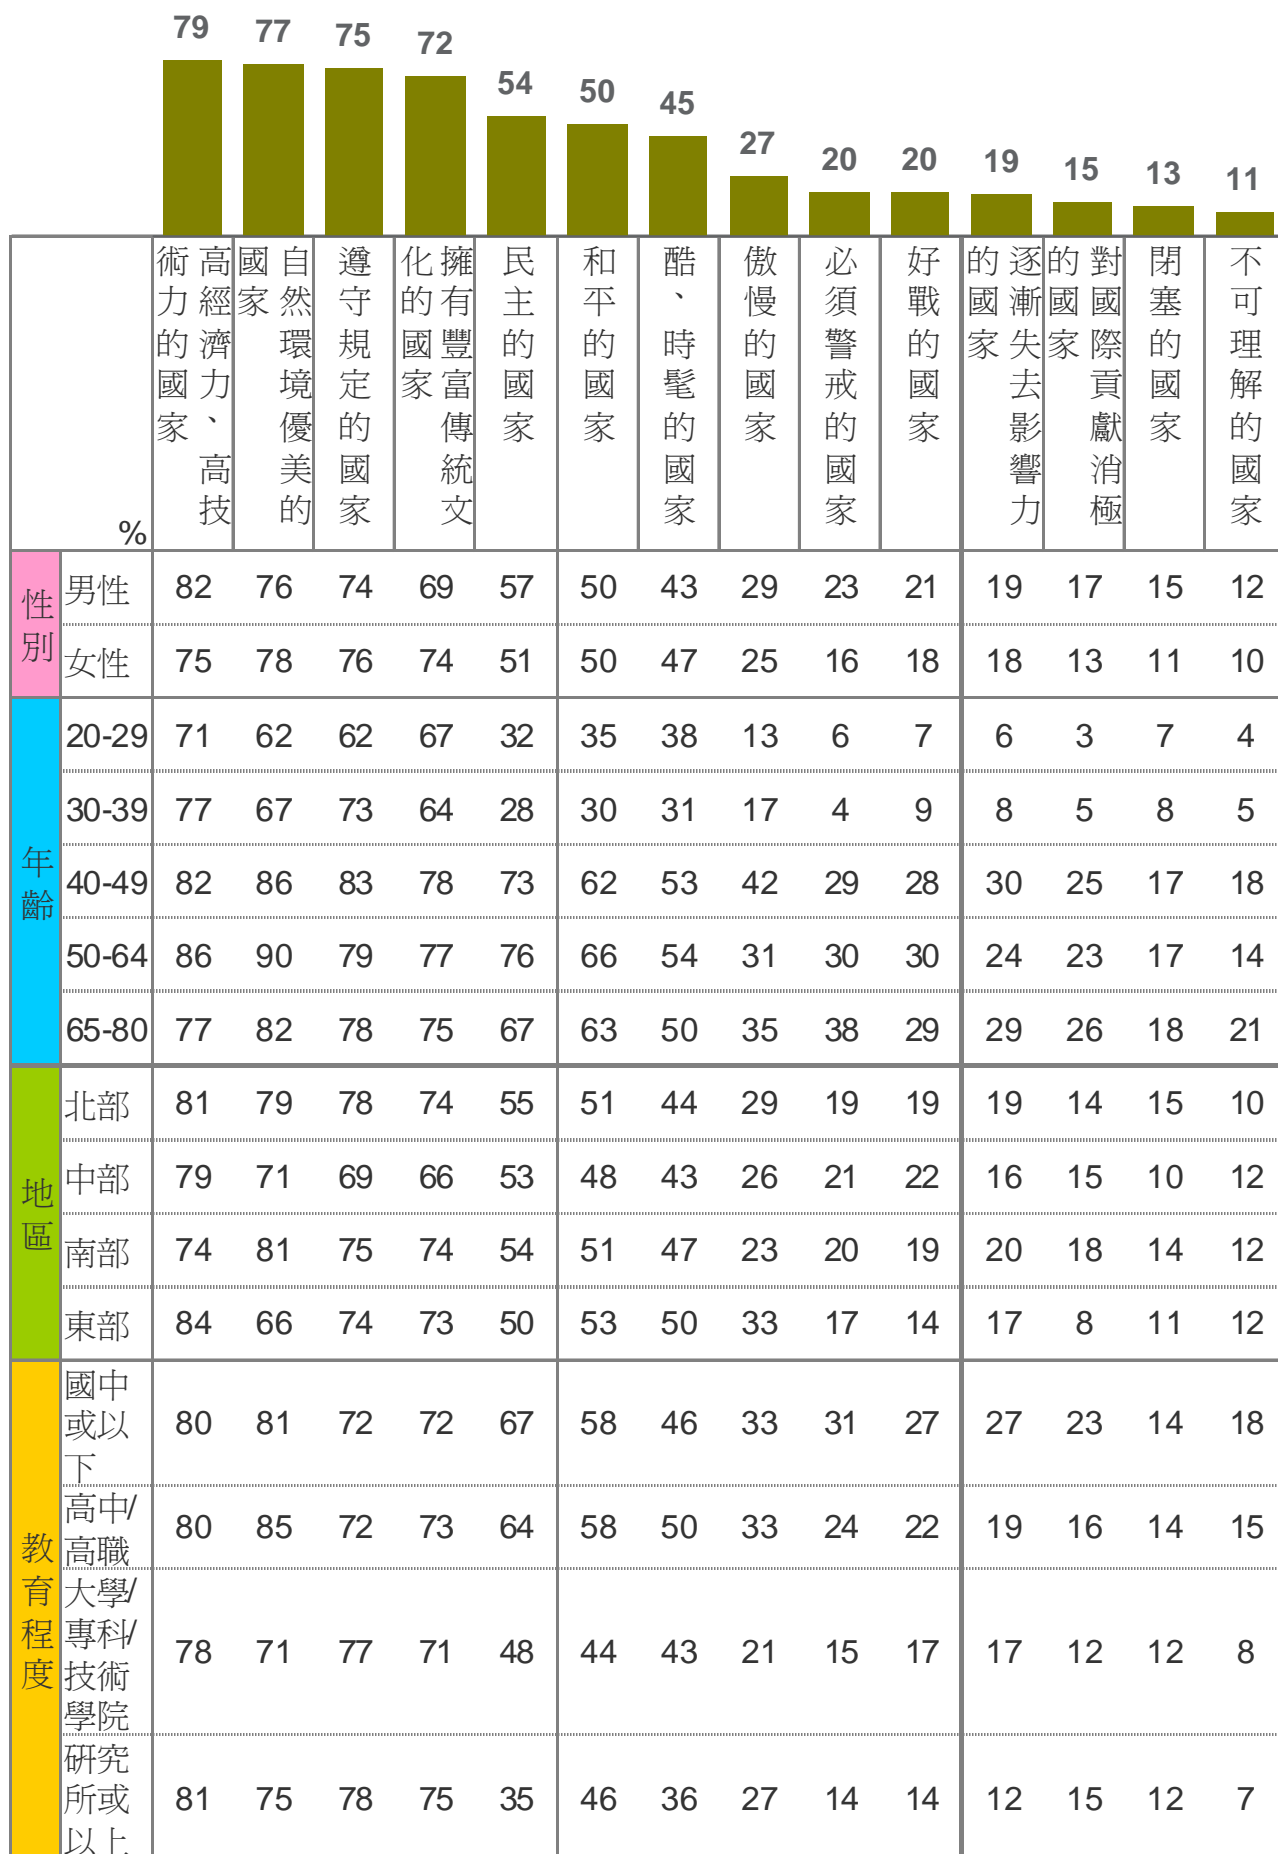 79 77 75 72 54 50 45 27 20 20 19 15 13 11
%
高經濟力、高技
術力的國家
自然環境優美的
國家
遵守規定的國家
擁有豐富傳統文
化的國家
民主的國家
和平的國家
酷、時髦的國家
傲慢的國家
必須警戒的國家
好戰的國家
逐漸失去影響力
的國家
對國際貢獻消極
的國家
閉塞的國家
不可理解的國家
性別
男性 82 76 74 69 57 50 43 29 23 21 19 17 15 12
女性 75 78 76 74 51 50 47 25 16 18 18 13 11 10
年齡
20-29 71 62 62 67 32 35 38 13 6 7 6 3 7 4
30-39 77 67 73 64 28 30 31 17 4 9 8 5 8 5
40-49 82 86 83 78 73 62 53 42 29 28 30 25 17 18
50-64 86 90 79 77 76 66 54 31 30 30 24 23 17 14
65-80 77 82 78 75 67 63 50 35 38 29 29 26 18 21
地區
北部 81 79 78 74 55 51 44 29 19 19 19 14 15 10
中部 79 71 69 66 53 48 43 26 21 22 16 15 10 12
南部 74 81 75 74 54 51 47 23 20 19 20 18 14 12
東部 84 66 74 73 50 53 50 33 17 14 17 8 11 12
教育程度
國中
或以
下
80 81 72 72 67 58 46 33 31 27 27 23 14 18
高中/
高職
80 85 72 73 64 58 50 33 24 22 19 16 14 15
大學/
專科/
技術
學院
78 71 77 71 48 44 43 21 15 17 17 12 12 8
研究
所或
以上
81 75 78 75 35 46 36 27 14 14 12 15 12 7